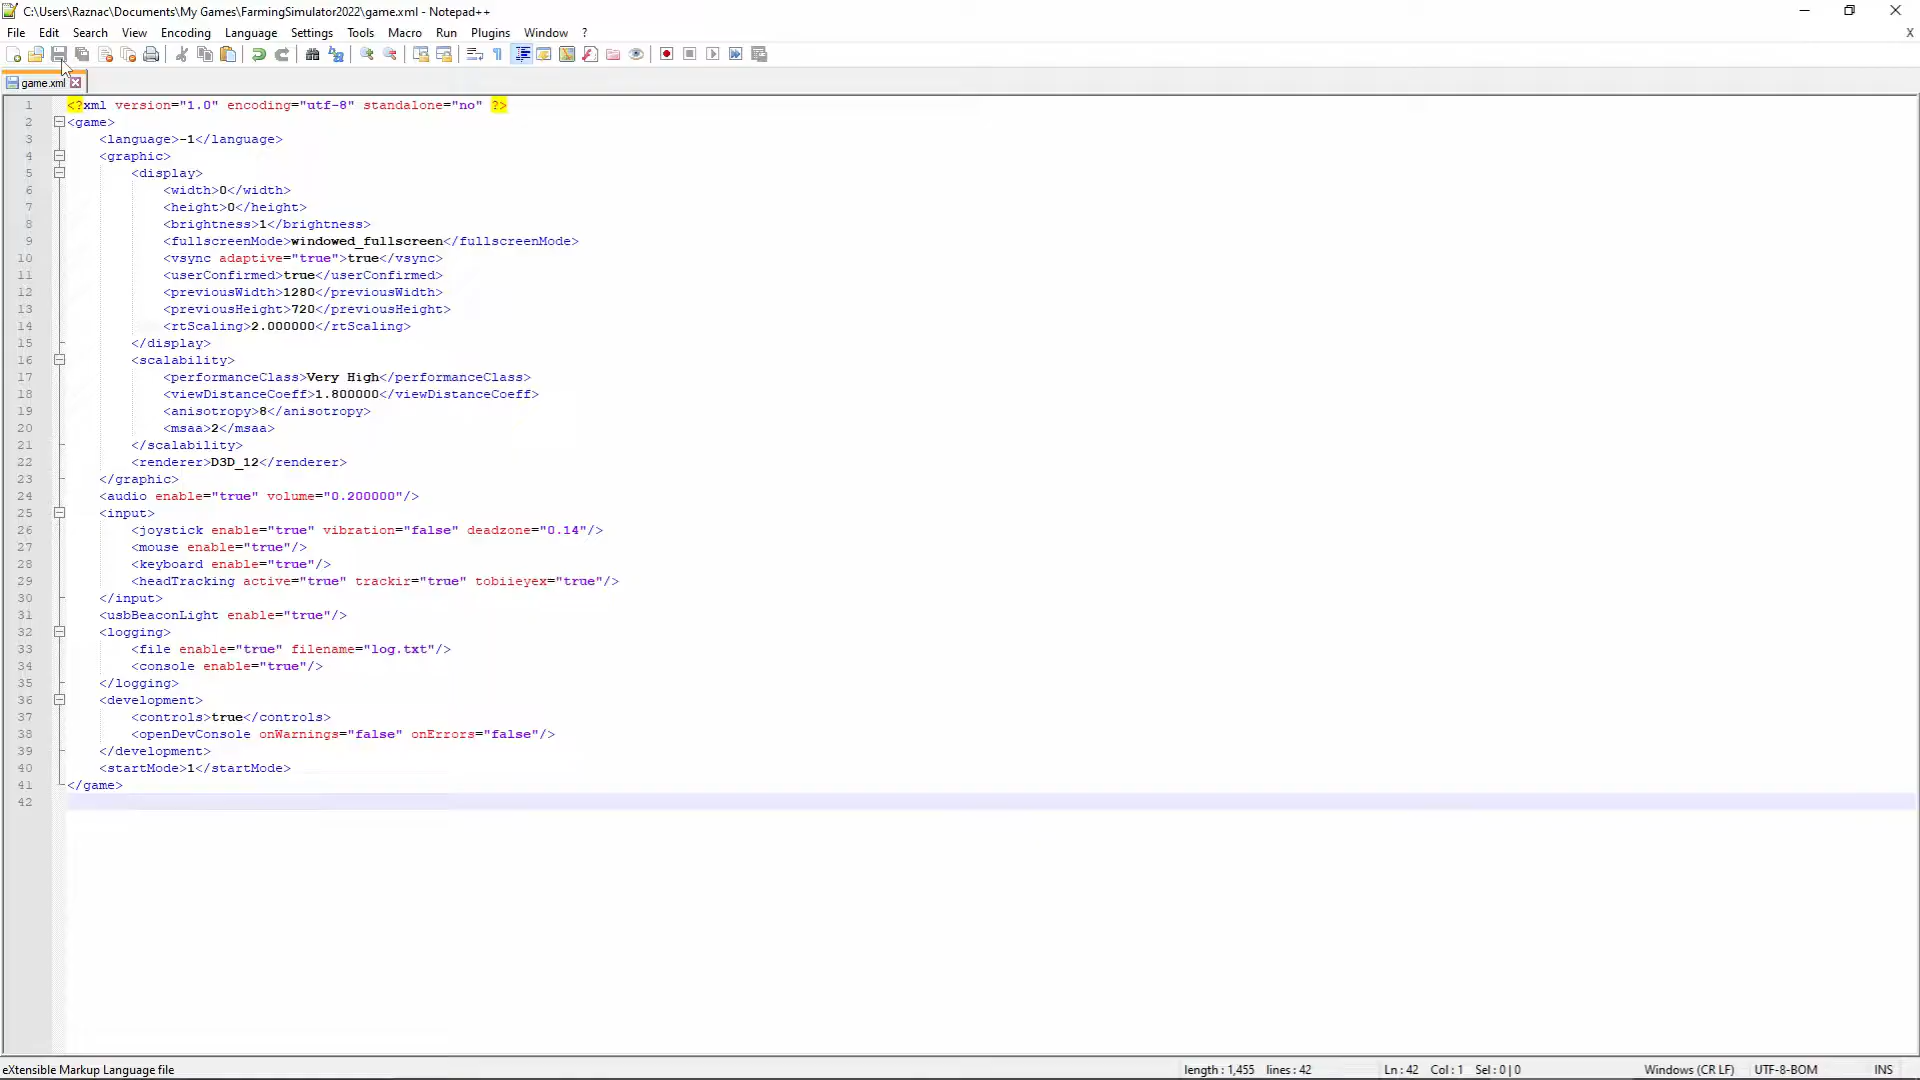 C:\Users\Raznac\Documents\My Games\FarmingSimulator2022\game.xml - Notepad++
File Edit Search View Encoding Language Settings Tools Macro Run Plugins Window ? X
game.xml
1 <?xml version="1.0" encoding="utf-8" standalone="no" ?>
2 <game>
3 <language>-1</language>
4 <graphic>
5 <display>
6 <width>0</width>
7 <height>0</height>
8 <brightness>1</brightness>
9 <fullscreenMode>windowed_fullscreen</fullscreenMode>
10 <vsync adaptive="true">true</vsync>
11 <userConfirmed>true</userConfirmed>
12 <previousWidth>1280</previousWidth>
13 <previousHeight>720</previousHeight>
14 <rtScaling>2.000000</rtScaling>
15 </display>
16 <scalability>
17 <performanceClass>Very High</performanceClass>
18 <viewDistanceCoeff>1.800000</viewDistanceCoeff>
19 <anisotropy>8</anisotropy>
20 <msaa>2</msaa>
21 </scalability>
22 <renderer>D3D_12</renderer>
23 </graphic>
24 <audio enable="true" volume="0.200000"/>
25 <input>
26 <joystick enable="true" vibration="false" deadzone="0.14"/>
27 <mouse enable="true"/>
28 <keyboard enable="true"/>
29 <headTracking active="true" trackir="true" tobiieyex="true"/>
30 </input>
31 <usbBeaconLight enable="true"/>
32 <logging>
33 <file enable="true" filename="log.txt"/>
34 <console enable="true"/>
35 </logging>
36 <development>
37 <controls>true</controls>
38 <openDevConsole onWarnings="false" onErrors="false"/>
39 </development>
40 <startMode>1</startMode>
41 </game>
42
eXtensible Markup Language file length : 1,455 lines : 42 Ln : 42 Col : 1 Sel : 0 | 0 Windows (CR LF) UTF-8-BOM INS